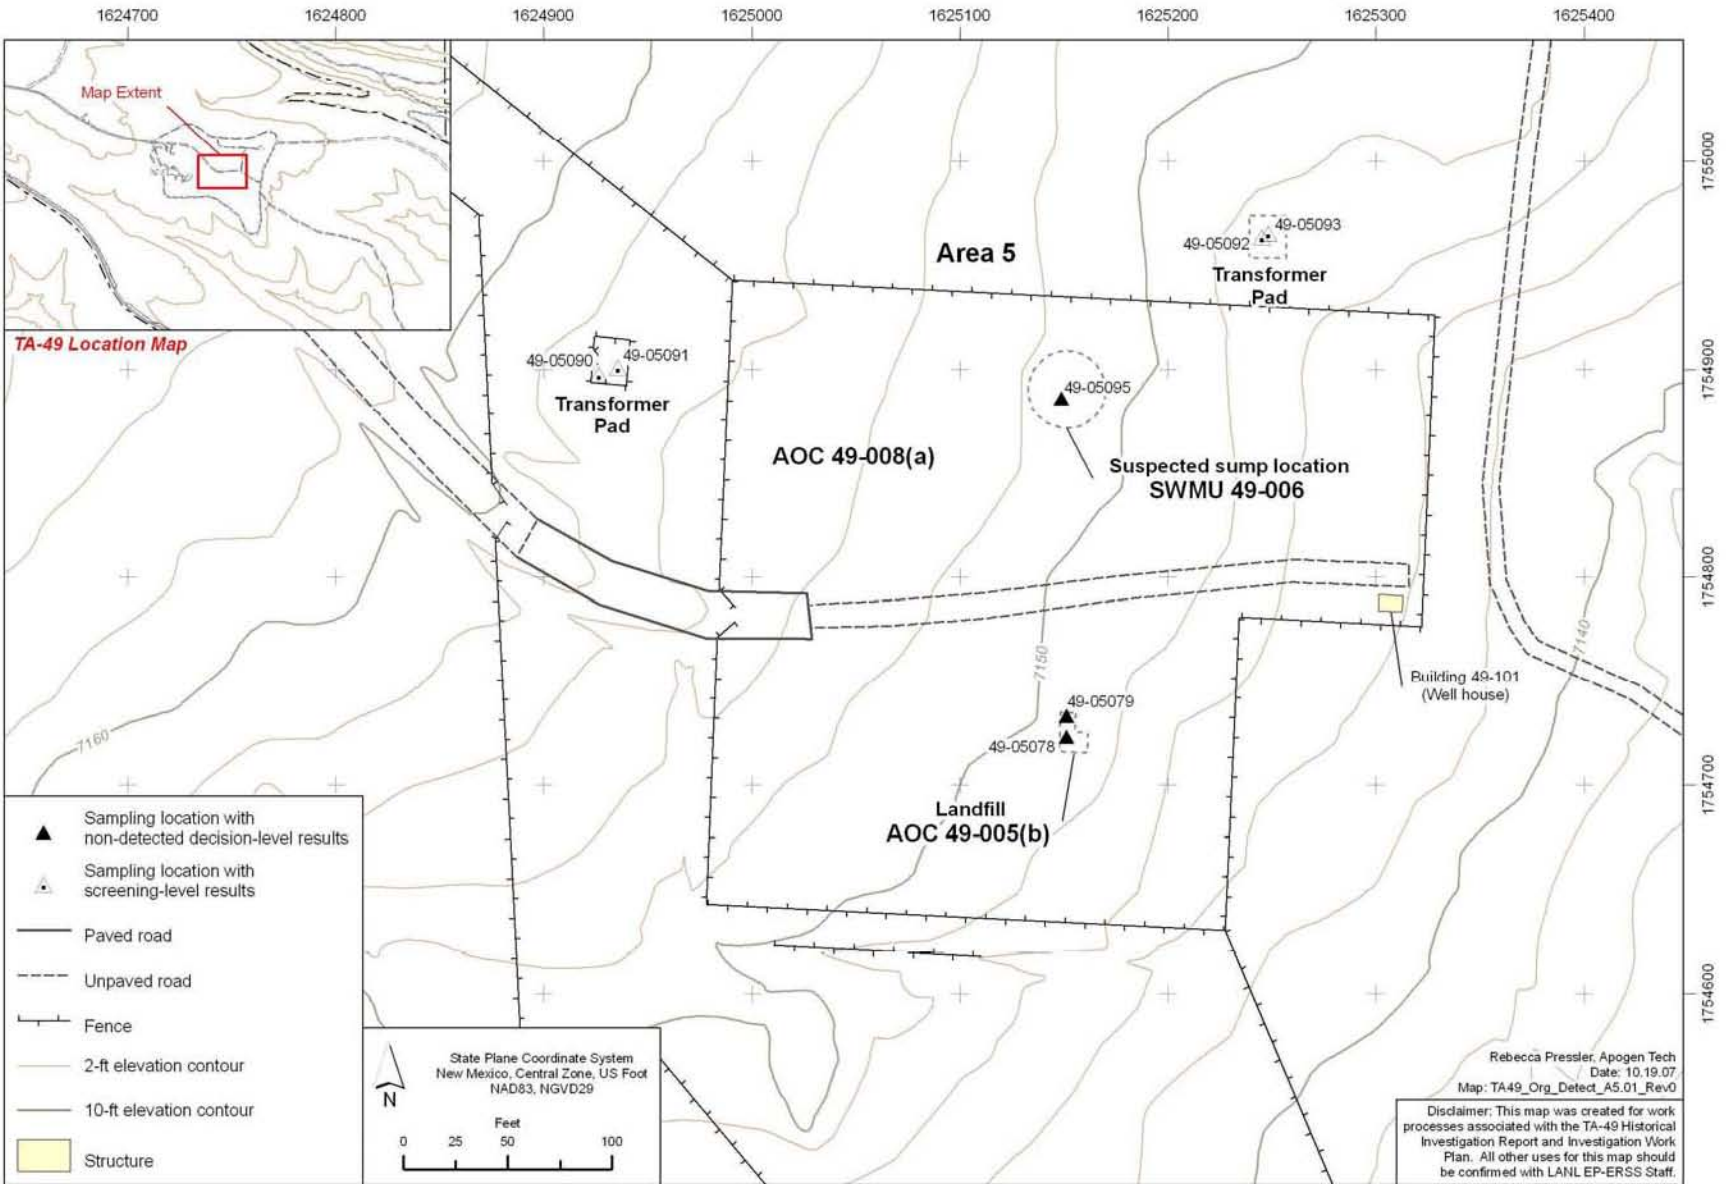 1624700
1624800
1624900
1625000
1625100
1625200
1625300
1625400
Map Extent
TA-49 Location Map
1755000
1754900
1754800
1754700
1754600
Area 5
49-05093
49-05092
Transformer
Pad
49-05090
49-05091
Transformer
Pad
49-05095
AOC 49-008(a)
Suspected sump location
SWMU 49-006
7150
7140
7160
Building 49-101
(Well house)
49-05079
49-05078
Landfill
AOC 49-005(b)
Sampling location with
non-detected decision-level results
Sampling location with
screening-level results
Paved road
Unpaved road
Fence
2-ft elevation contour
10-ft elevation contour
Structure
N
State Plane Coordinate System
New Mexico, Central Zone, US Foot
NAD83, NGVD29
Feet
0 25 50 100
Rebecca Pressler, Apogen Tech
Date: 10.19.07
Map: TA49_Org_Detect_A5.01_Rev0
Disclaimer: This map was created for work
processes associated with the TA-49 Historical
Investigation Report and Investigation Work
Plan. All other uses for this map should
be confirmed with LANL EP-ERSS Staff.